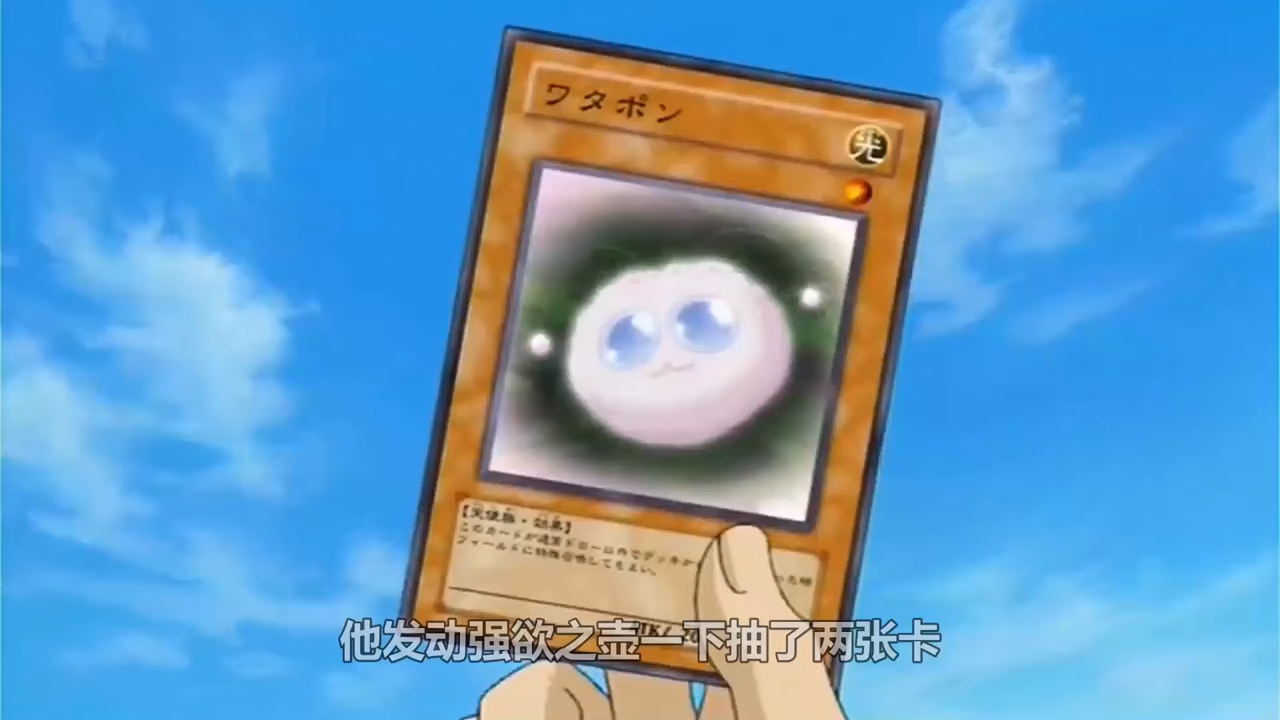 ワタポン
光
【天使族・効果】
このカードが通常ドロー以外でデッキか
た時
フィールドに特殊召喚してもよい。
他发动强欲之壶一下抽了两张卡